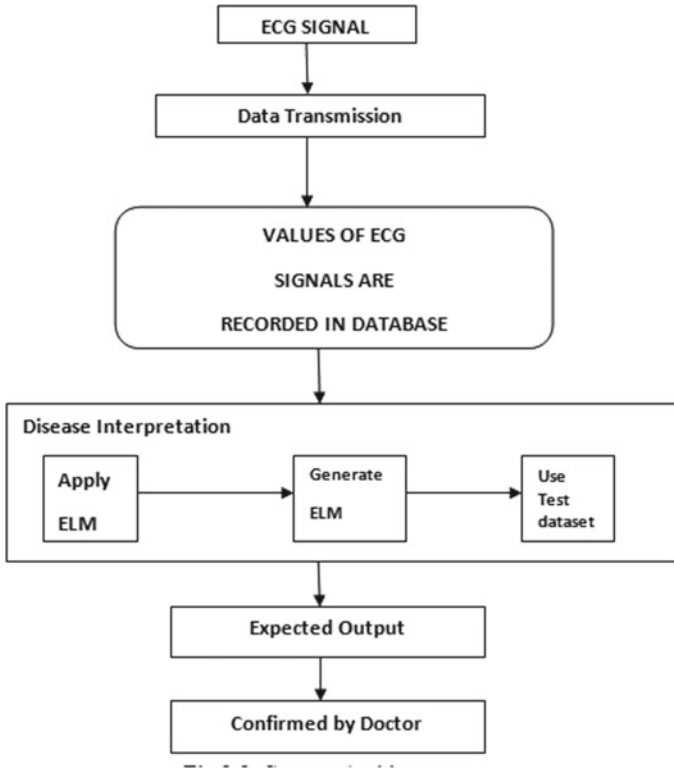 ECG SIGNAL
Data Transmission
VALUES OF ECG
SIGNALS ARE
RECORDED IN DATABASE
Disease Interpretation
Apply
ELM
Generate
ELM
Use
Test
dataset
Expected Output
Confirmed by Doctor